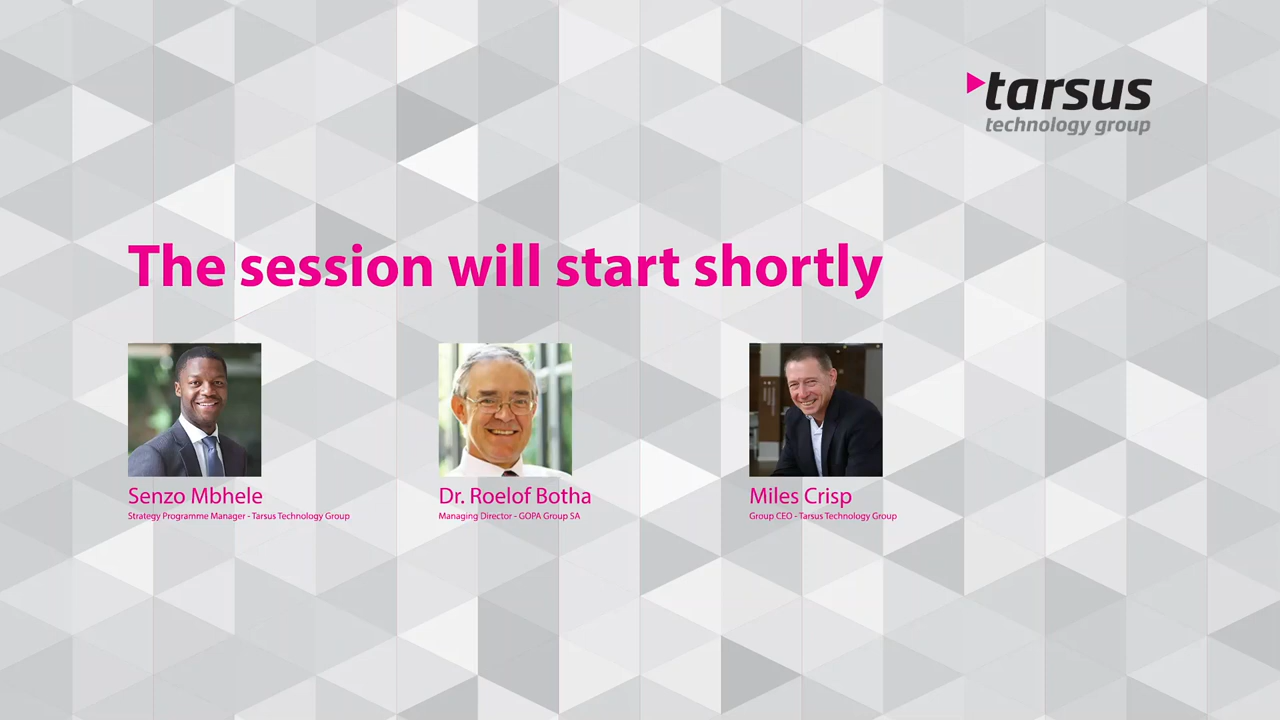 tarsus
technology group
The session will start shortly
Senzo Mbhele
Strategy Programme Manager - Tarsus Technology Group
Dr. Roelof Botha
Managing Director - GOPA Group SA
Miles Crisp
Group CEO - Tarsus Technology Group